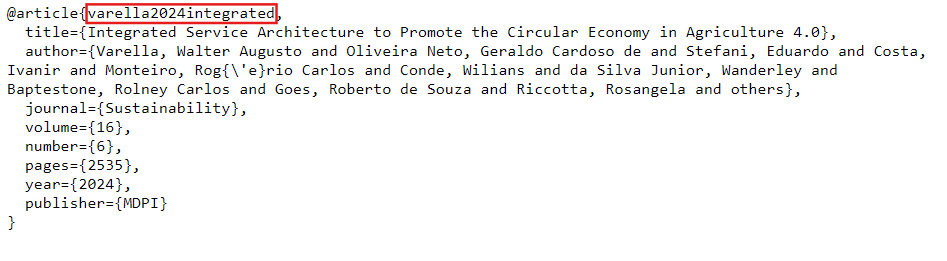 @article{varella2024integrated,
  title={Integrated Service Architecture to Promote the Circular Economy in Agriculture 4.0},
  author={Varella, Walter Augusto and Oliveira Neto, Geraldo Cardoso de and Stefani, Eduardo and Costa,
Ivanir and Monteiro, Rog{\'e}rio Carlos and Conde, Wilians and da Silva Junior, Wanderley and
Baptestone, Rolney Carlos and Goes, Roberto de Souza and Riccotta, Rosangela and others},
  journal={Sustainability},
  volume={16},
  number={6},
  pages={2535},
  year={2024},
  publisher={MDPI}
}